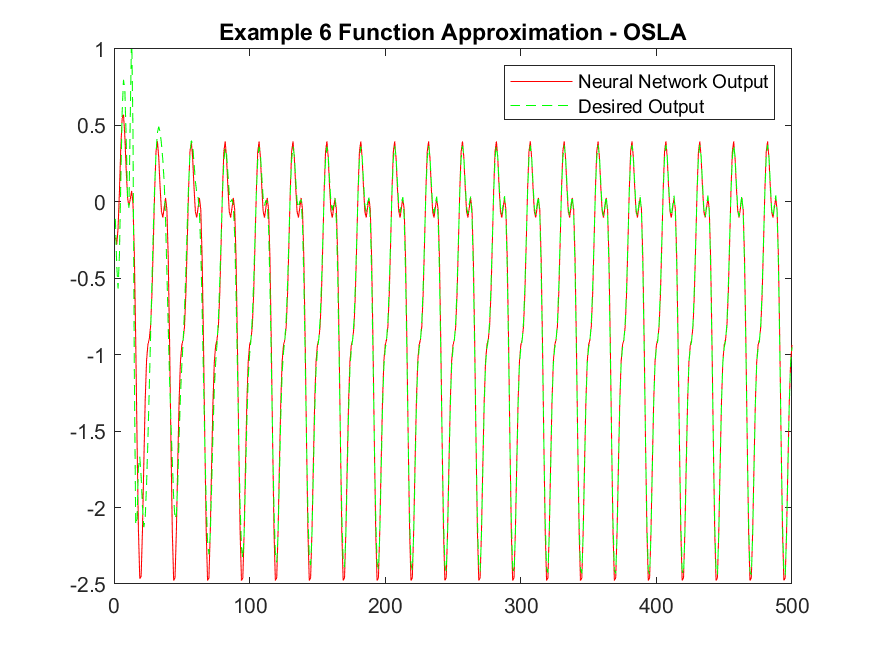 Example 6 Function Approximation - OSLA
Neural Network Output
Desired Output
1
0.5
0
-0.5
-1
-1.5
-2
-2.5
0 100 200 300 400 500